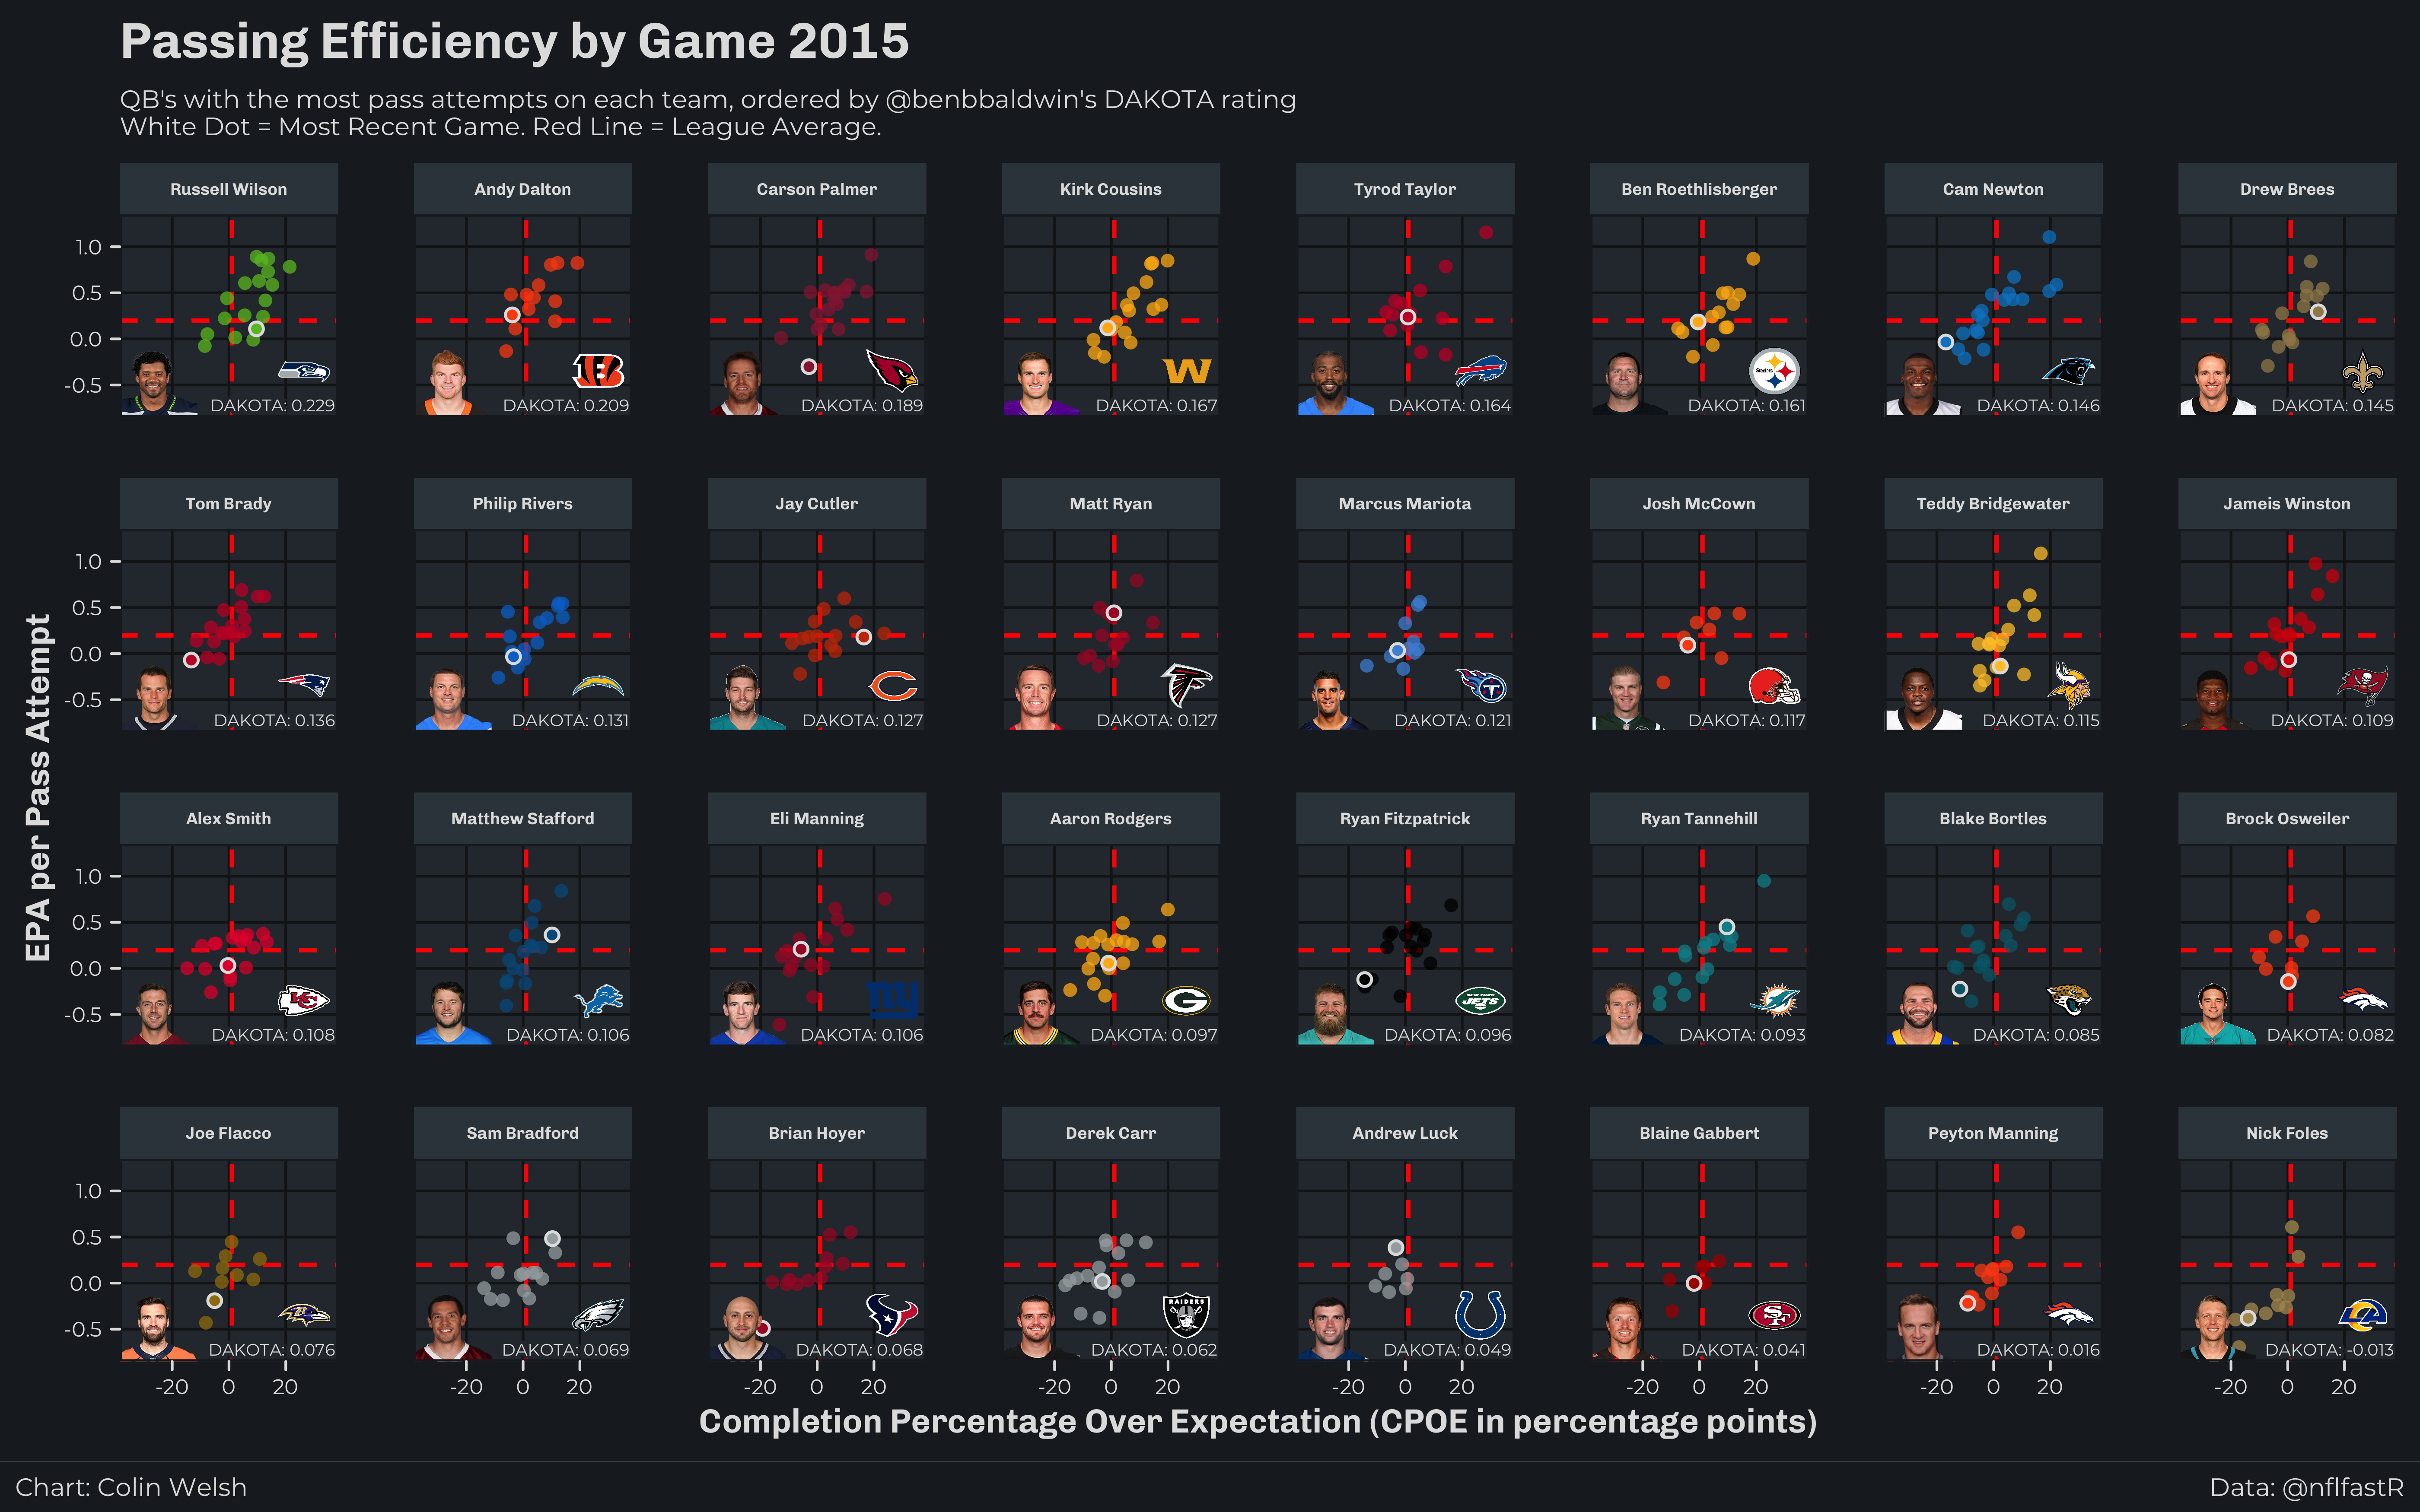 Passing Efficiency by Game 2015
QB's with the most pass attempts on each team, ordered by @benbbaldwin's DAKOTA rating
White Dot = Most Recent Game. Red Line = League Average.
Russell Wilson
Andy Dalton
Carson Palmer
Kirk Cousins
Tyrod Taylor
Ben Roethlisberger
Cam Newton
Drew Brees
1.0
0.5
0.0
-0.5
Steelers
DAKOTA: 0.229
DAKOTA: 0.209
DAKOTA: 0.189
DAKOTA: 0.167
DAKOTA: 0.164
DAKOTA: 0.161
DAKOTA: 0.146
DAKOTA: 0.145
Tom Brady
Philip Rivers
Jay Cutler
Matt Ryan
Marcus Mariota
Josh McCown
Teddy Bridgewater
Jameis Winston
1.0
0.5
0.0
-0.5
DAKOTA: 0.136
DAKOTA: 0.131
DAKOTA: 0.127
DAKOTA: 0.127
DAKOTA: 0.121
DAKOTA: 0.117
DAKOTA: 0.115
DAKOTA: 0.109
EPA per Pass Attempt
Alex Smith
Matthew Stafford
Eli Manning
Aaron Rodgers
Ryan Fitzpatrick
Ryan Tannehill
Blake Bortles
Brock Osweiler
1.0
0.5
0.0
-0.5
KC
ny
G
NEW YORK
JETS
DAKOTA: 0.108
DAKOTA: 0.106
DAKOTA: 0.106
DAKOTA: 0.097
DAKOTA: 0.096
DAKOTA: 0.093
DAKOTA: 0.085
DAKOTA: 0.082
Joe Flacco
Sam Bradford
Brian Hoyer
Derek Carr
Andrew Luck
Blaine Gabbert
Peyton Manning
Nick Foles
1.0
0.5
0.0
-0.5
RAIDERS
SF
DAKOTA: 0.076
DAKOTA: 0.069
DAKOTA: 0.068
DAKOTA: 0.062
DAKOTA: 0.049
DAKOTA: 0.041
DAKOTA: 0.016
DAKOTA: -0.013
-20 0 20
-20 0 20
-20 0 20
-20 0 20
-20 0 20
-20 0 20
-20 0 20
-20 0 20
Completion Percentage Over Expectation (CPOE in percentage points)
Chart: Colin Welsh
Data: @nflfastR